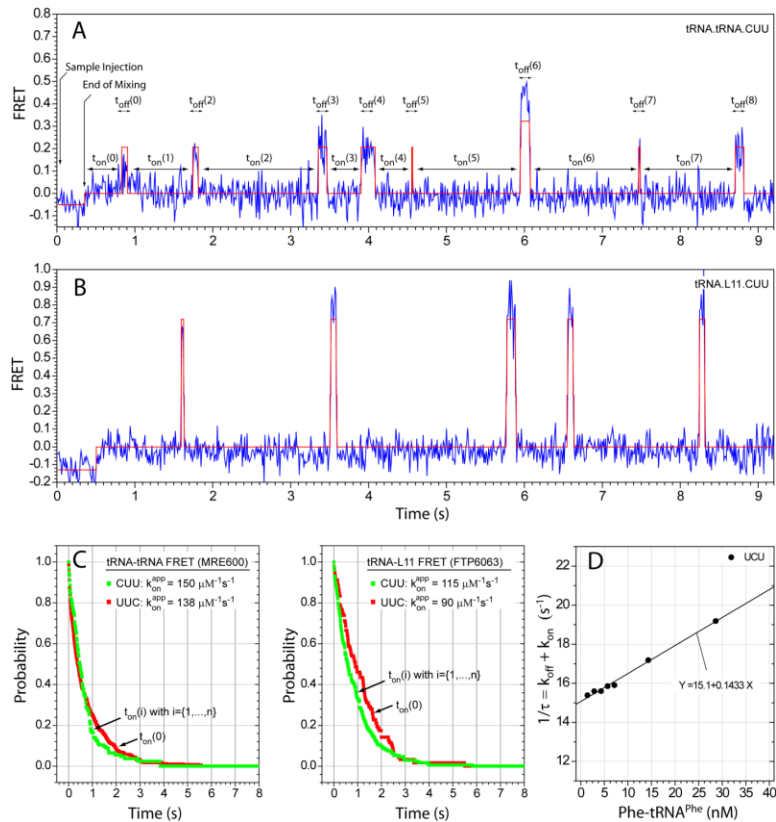 A
tRNA.tRNA.CUU
Sample Injection
End of Mixing
t_off(0)
t_off(2)
t_off(3)
t_off(4)
t_off(5)
t_off(6)
t_off(7)
t_off(8)
t_on(0)
t_on(1)
t_on(2)
t_on(3)
t_on(4)
t_on(5)
t_on(6)
t_on(7)
FRET
0.8
0.7
0.6
0.5
0.4
0.3
0.2
0.1
0.0
-0.1
0 1 2 3 4 5 6 7 8 9
B
tRNA.L11.CUU
FRET
1.0
0.9
0.8
0.7
0.6
0.5
0.4
0.3
0.2
0.1
0.0
-0.1
-0.2
0 1 2 3 4 5 6 7 8 9
Time (s)
C
tRNA-tRNA FRET (MRE600)
CUU: k_on^app = 150 μM⁻¹s⁻¹
UUC: k_on^app = 138 μM⁻¹s⁻¹
t_on(i) with i={1,...,n}
t_on(0)
Probability
1.0
0.8
0.6
0.4
0.2
0.0
0 1 2 3 4 5 6 7 8
Time (s)
tRNA-L11 FRET (FTP6063)
CUU: k_on^app = 115 μM⁻¹s⁻¹
UUC: k_on^app = 90 μM⁻¹s⁻¹
t_on(i) with i={1,...,n}
t_on(0)
Probability
1.0
0.8
0.6
0.4
0.2
0.0
0 1 2 3 4 5 6 7 8
Time (s)
D
UCU
1/τ = k_off + k_on (s⁻¹)
22
20
18
16
14
Y =15.1+0.1433 X
0 10 20 30 40
Phe-tRNA^Phe (nM)